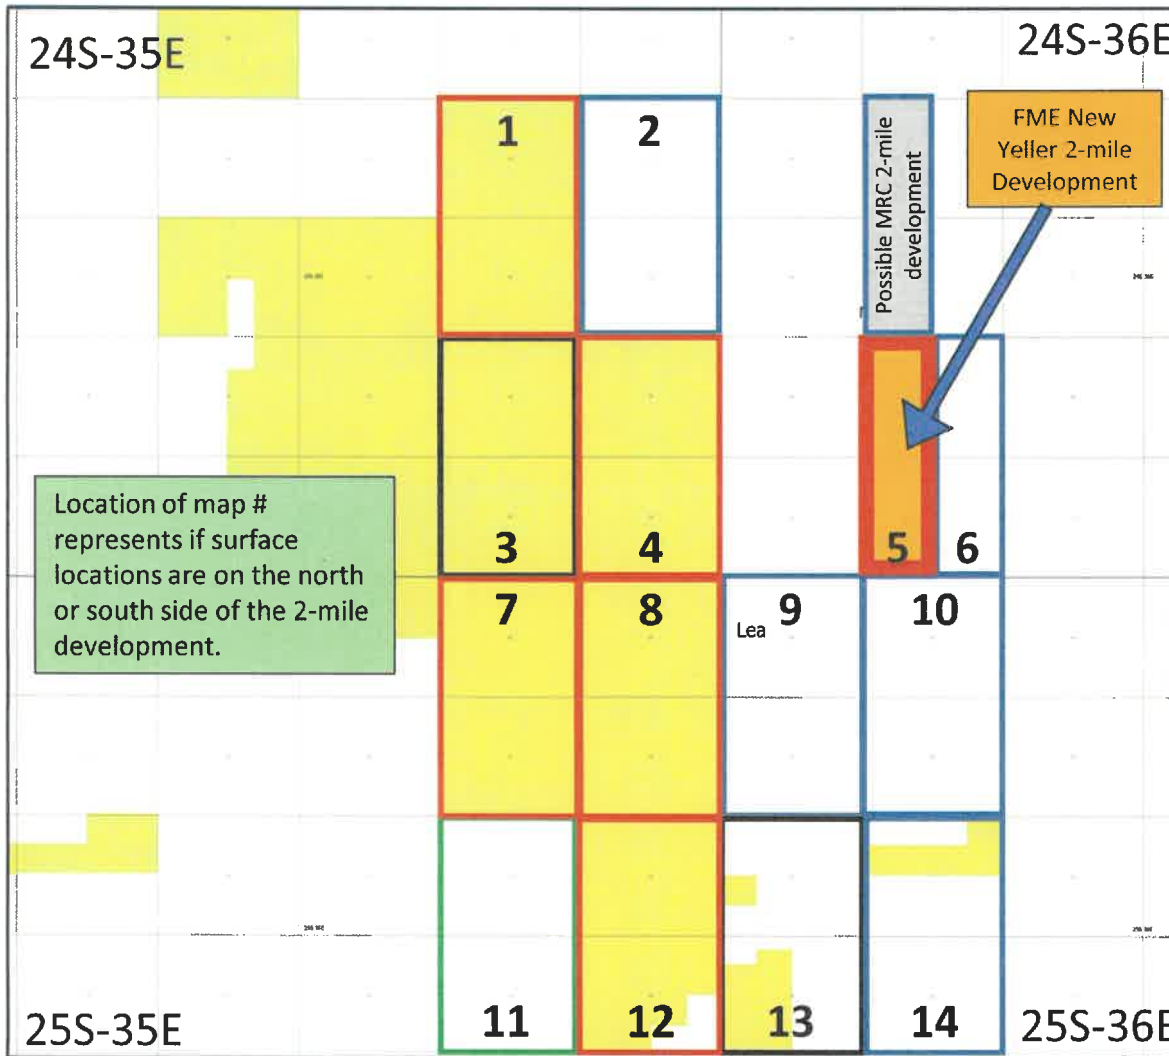 24S-35E
24S-36E
1
2
Possible MRC 2-mile
development
FME New
Yeller 2-mile
Development
Location of map #
represents if surface
locations are on the north
or south side of the 2-mile
development.
3
4
5
6
7
8
Lea
9
10
11
12
13
14
25S-35E
25S-36E